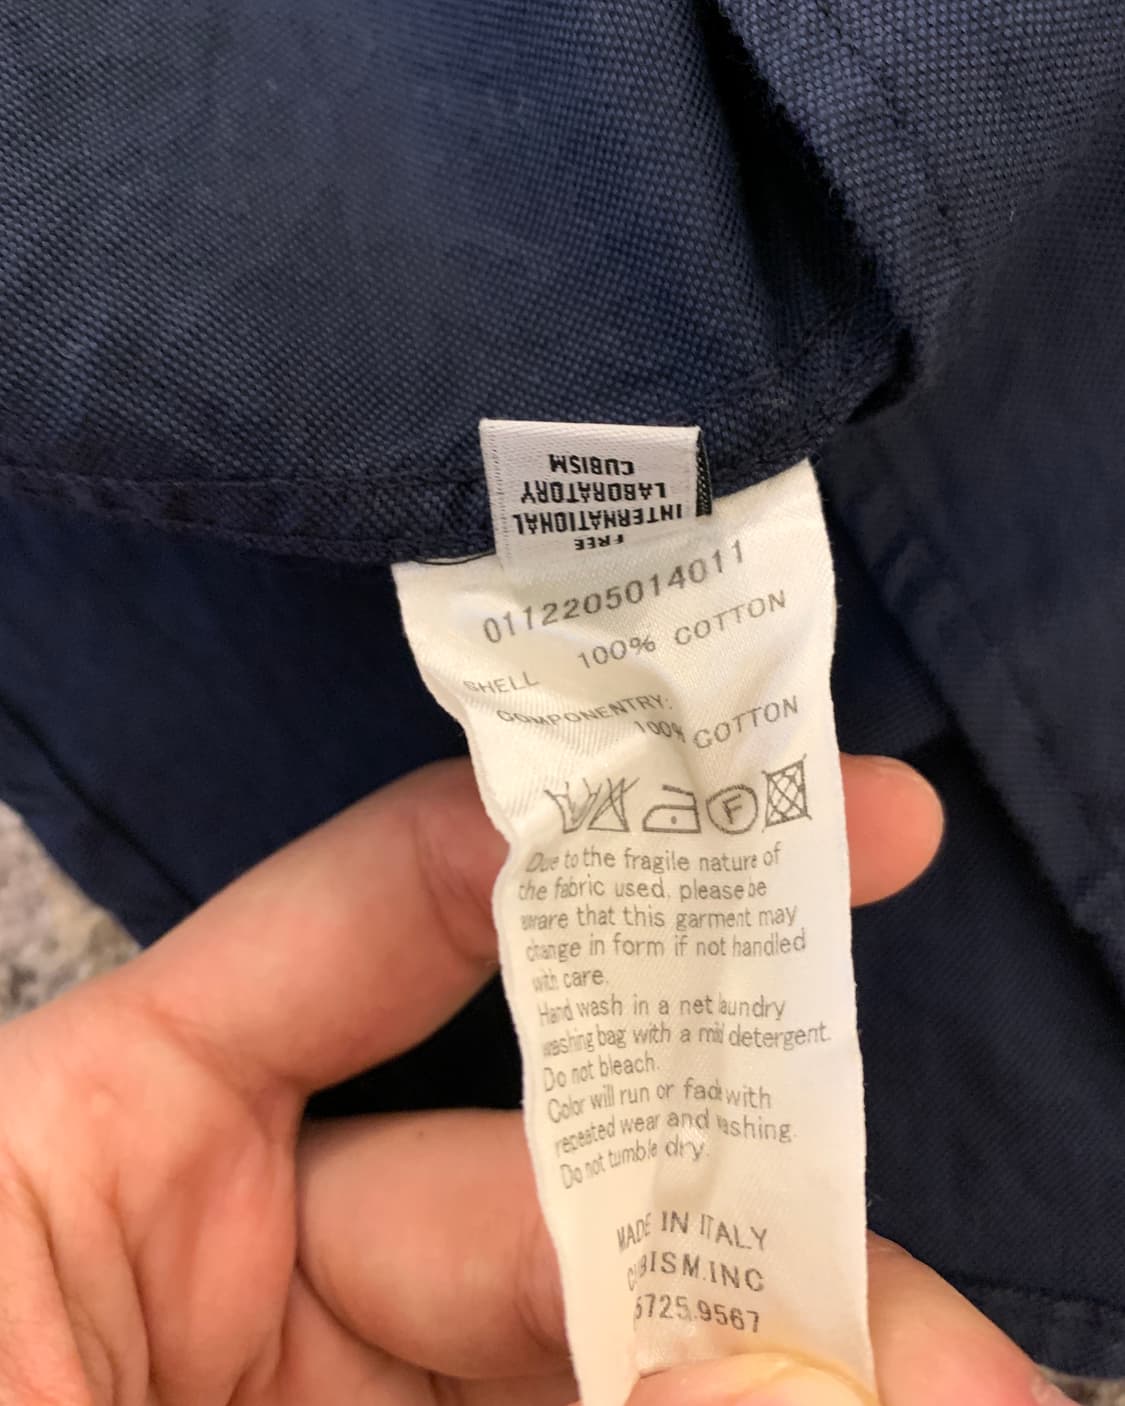 FREE
INTERNATIONAL
LABORATORY
CUBISM
0112205014011
SHELL 100% COTTON
COMPONENTRY:
100% COTTON
F
Due to the fragile nature of
the fabric used, please be
aware that this garment may
change in form if not handled
with care.
Hand wash in a net laundry
washing bag with a mild detergent.
Do not bleach.
Color will run or fade with
repeated wear and washing.
Do not tumble dry.
MADE IN ITALY
CUBISM.INC
5725.9567